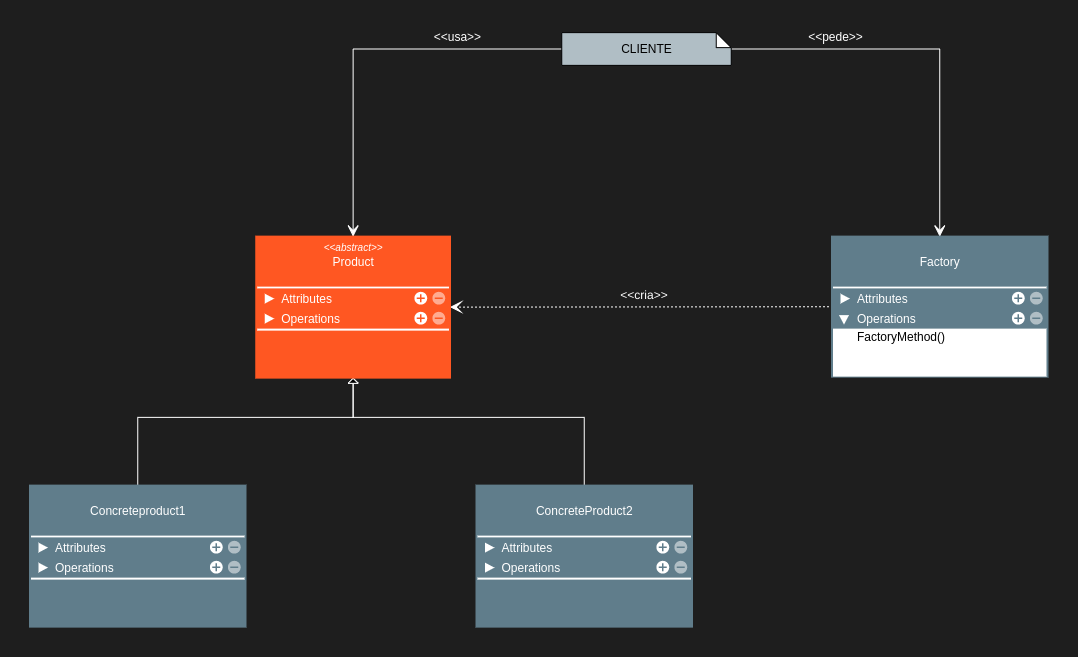 <<usa>>
CLIENTE
<<pede>>
<<abstract>>
Product
Attributes
Operations
<<cria>>
Factory
Attributes
Operations
FactoryMethod()
Concreteproduct1
Attributes
Operations
ConcreteProduct2
Attributes
Operations